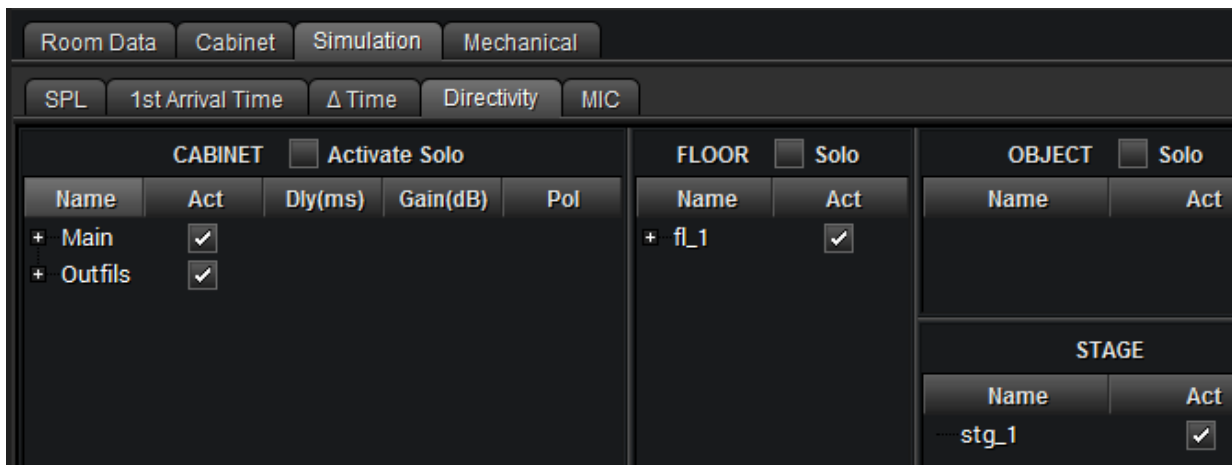 Room Data Cabinet Simulation Mechanical
SPL 1st Arrival Time Δ Time Directivity MIC
CABINET Activate Solo
Name Act Dly(ms) Gain(dB) Pol
Main
Outfils
FLOOR Solo
Name Act
fl_1
OBJECT Solo
Name Act
STAGE
Name Act
stg_1